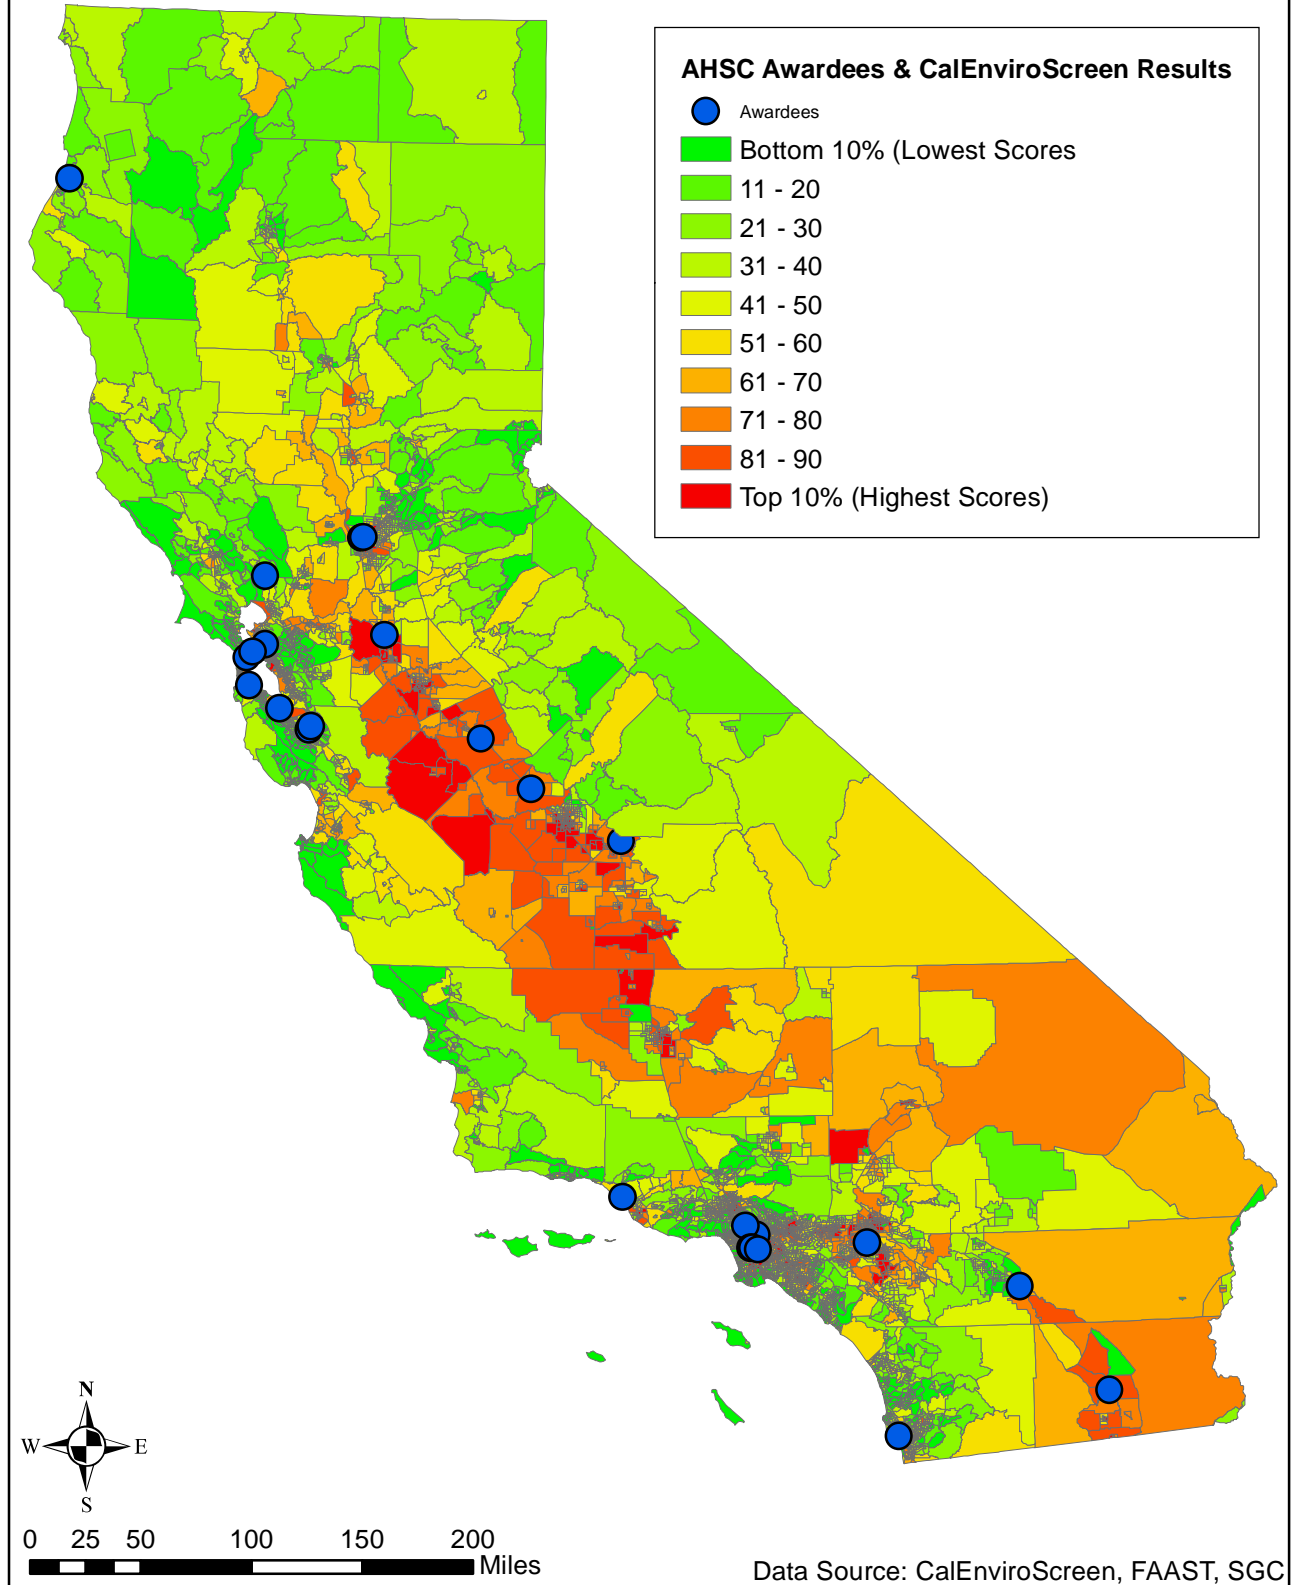 AHSC Awardees & CalEnviroScreen Results
Awardees
Bottom 10% (Lowest Scores
11 - 20
21 - 30
31 - 40
41 - 50
51 - 60
61 - 70
71 - 80
81 - 90
Top 10% (Highest Scores)
N
W E
S
0 25 50 100 150 200
Miles
Data Source: CalEnviroScreen, FAAST, SGC